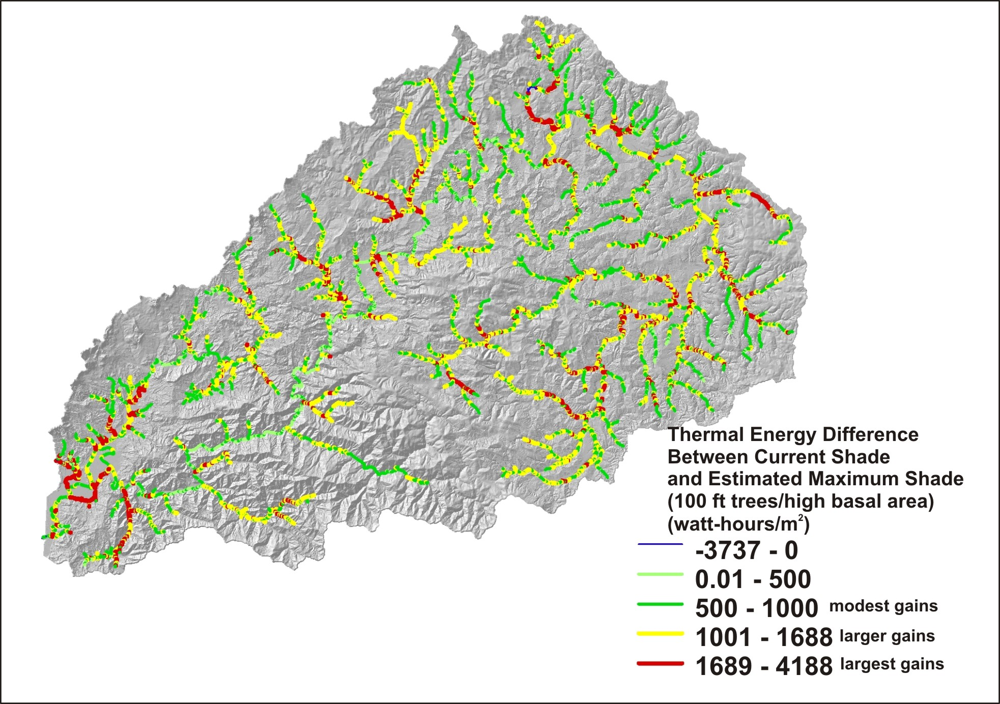 Thermal Energy Difference
Between Current Shade
and Estimated Maximum Shade
(100 ft trees/high basal area)
(watt-hours/m²)
-3737 - 0
0.01 - 500
500 - 1000 modest gains
1001 - 1688 larger gains
1689 - 4188 largest gains